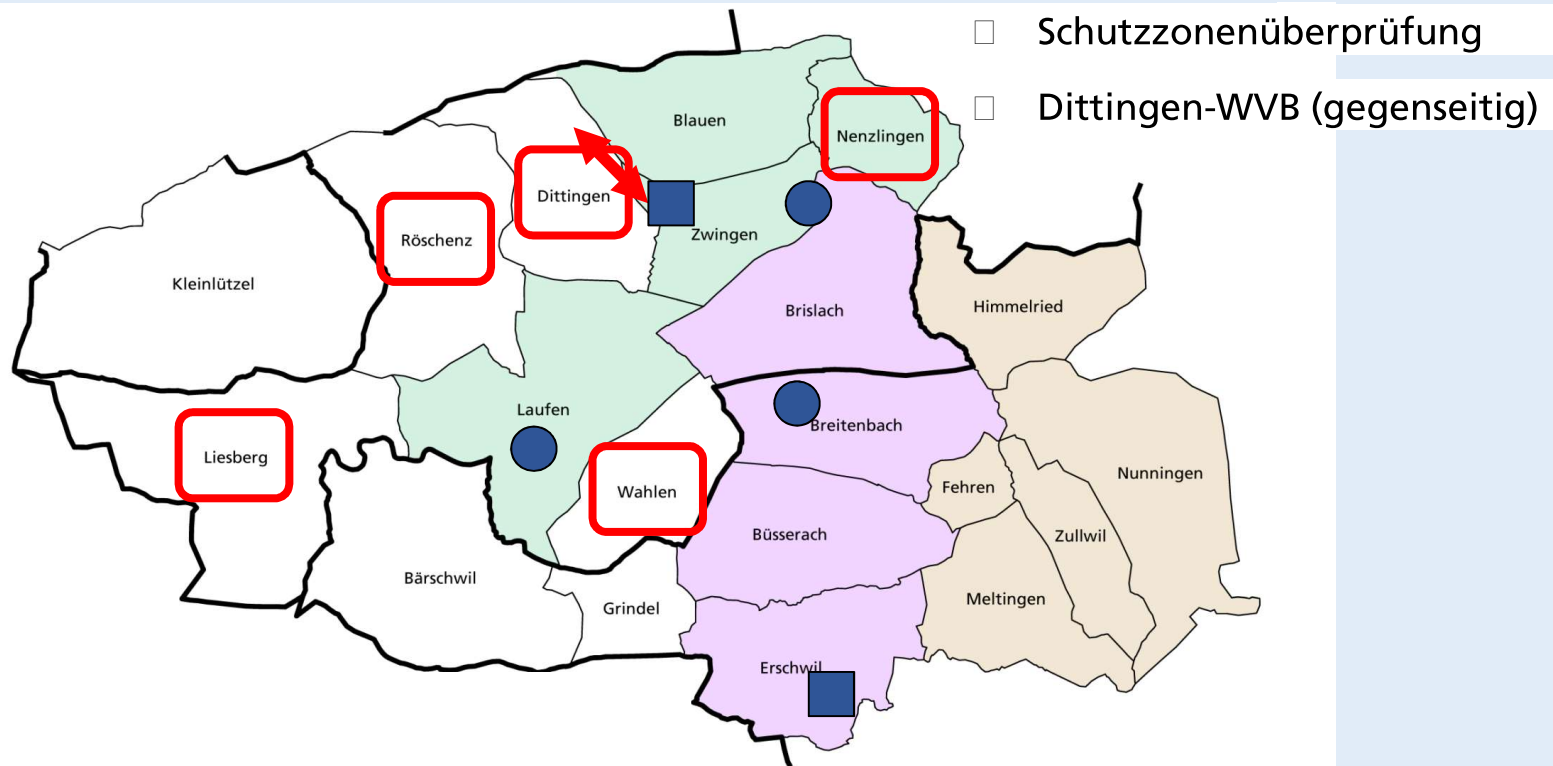 Schutzzonenüberprüfung
Dittingen-WVB (gegenseitig)
Blauen
Nenzlingen
Dittingen
Zwingen
Röschenz
Kleinlützel
Brislach
Himmelried
Laufen
Breitenbach
Liesberg
Wahlen
Fehren
Nunningen
Büsserach
Zullwil
Bärschwil
Grindel
Meltingen
Erschwil